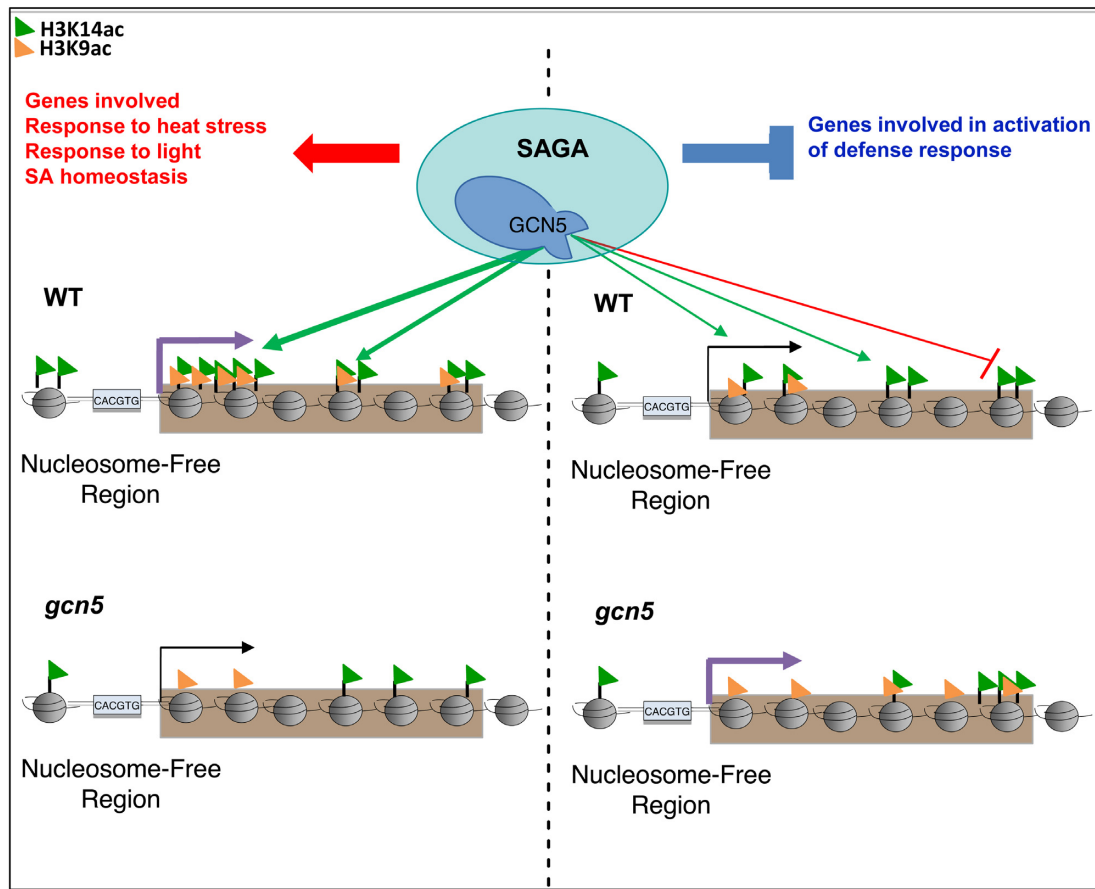 H3K14ac
H3K9ac
Genes involved
Response to heat stress
Response to light
SA homeostasis
SAGA
GCN5
Genes involved in activation
of defense response
WT
CACGTG
Nucleosome-Free
Region
WT
CACGTG
Nucleosome-Free
Region
gcn5
CACGTG
Nucleosome-Free
Region
gcn5
CACGTG
Nucleosome-Free
Region